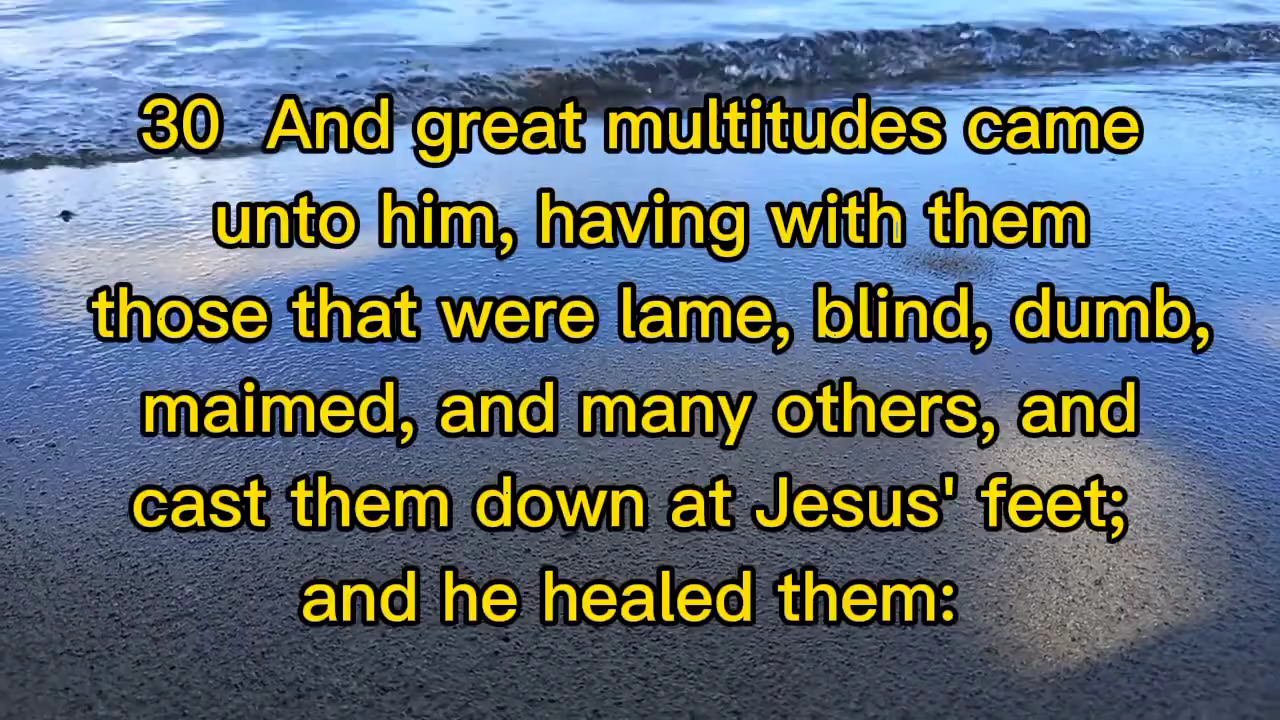 30  And great multitudes came
unto him, having with them
those that were lame, blind, dumb,
maimed, and many others, and
cast them down at Jesus' feet;
and he healed them: